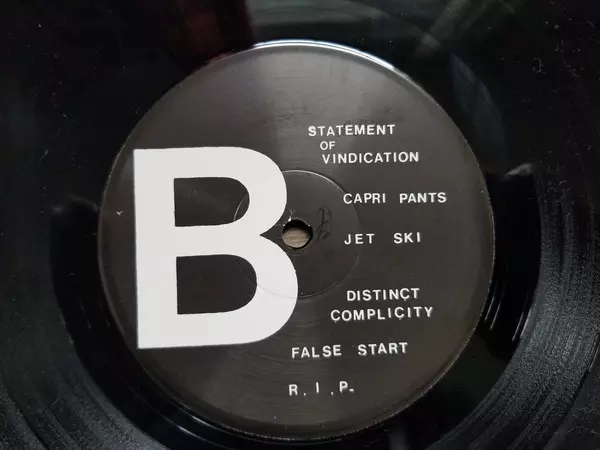 B
STATEMENT
OF
VINDICATION
CAPRI PANTS
JET SKI
DISTINCT
COMPLICITY
FALSE START
R.I.P.